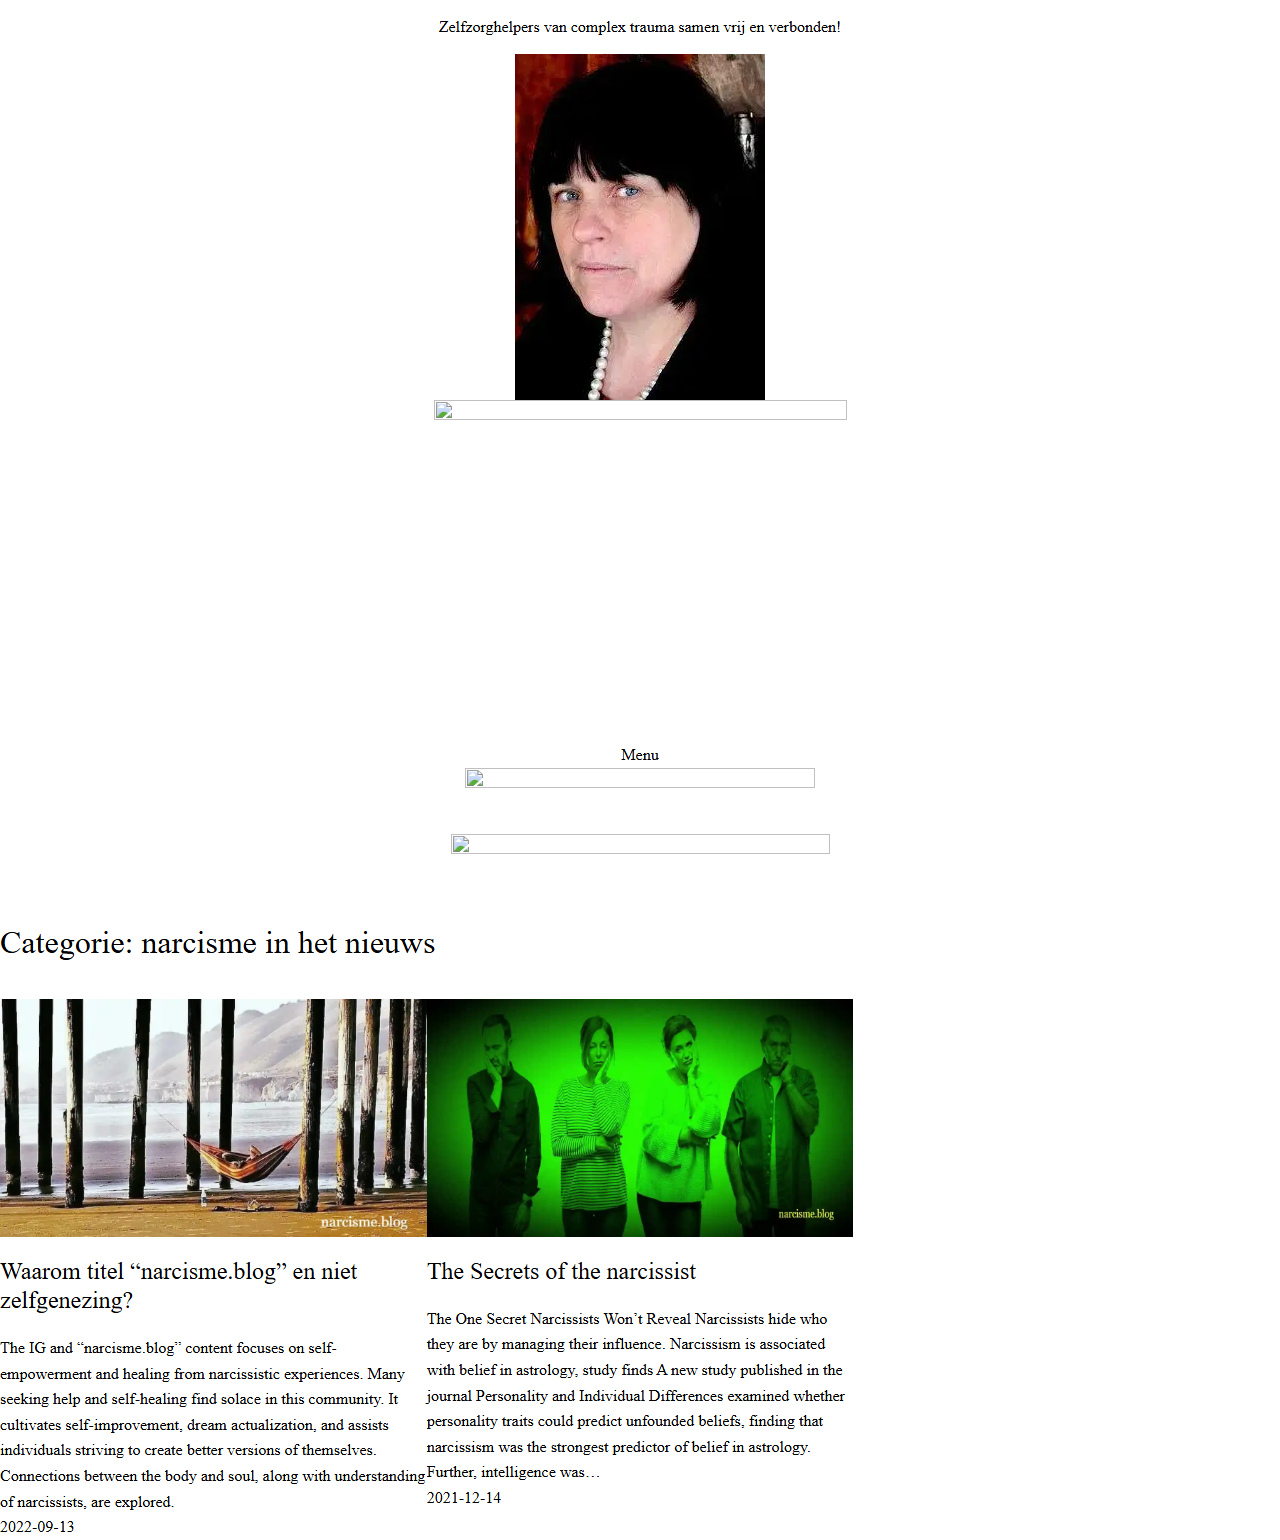 Zelfzorghelpers van complex trauma samen vrij en verbonden!
Menu
Categorie: narcisme in het nieuws
narcisme.blog
narcisme.blog
Waarom titel “narcisme.blog” en niet
zelfgenezing?
The IG and “narcisme.blog” content focuses on self-
empowerment and healing from narcissistic experiences. Many
seeking help and self-healing find solace in this community. It
cultivates self-improvement, dream actualization, and assists
individuals striving to create better versions of themselves.
Connections between the body and soul, along with understanding
of narcissists, are explored.
2022-09-13
The Secrets of the narcissist
The One Secret Narcissists Won’t Reveal Narcissists hide who
they are by managing their influence. Narcissism is associated
with belief in astrology, study finds A new study published in the
journal Personality and Individual Differences examined whether
personality traits could predict unfounded beliefs, finding that
narcissism was the strongest predictor of belief in astrology.
Further, intelligence was…
2021-12-14